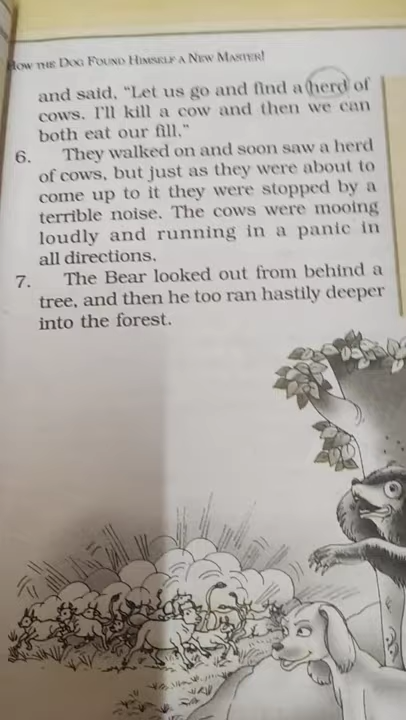 HOW THE DOG FOUND HIMSELF A NEW MASTER!
and said, "Let us go and find a herd of
cows. I'll kill a cow and then we can
both eat our fill."
6. They walked on and soon saw a herd
of cows, but just as they were about to
come up to it they were stopped by a
terrible noise. The cows were mooing
loudly and running in a panic in
all directions.
7. The Bear looked out from behind a
tree, and then he too ran hastily deeper
into the forest.